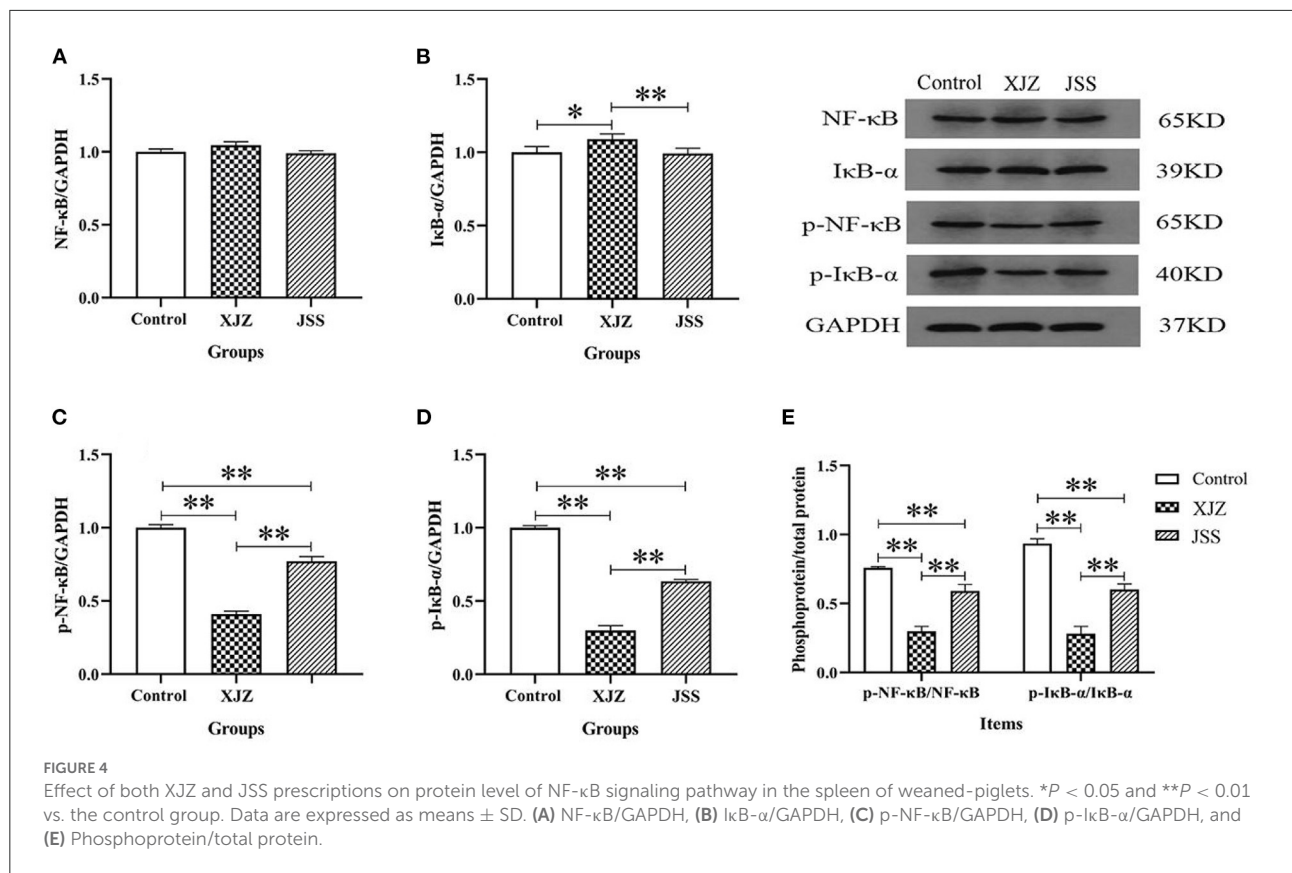 A
1.5
1.0
0.5
0.0
NF-κB/GAPDH
Control XJZ JSS
Groups
B
1.5
1.0
0.5
0.0
IκB-α/GAPDH
* **
Control XJZ JSS
Groups
Control XJZ JSS
NF-κB 65KD
IκB-α 39KD
p-NF-κB 65KD
p-IκB-α 40KD
GAPDH 37KD
C
1.5
1.0
0.5
0.0
p-NF-κB/GAPDH
**
**
**
Control XJZ
Groups
D
1.5
1.0
0.5
0.0
p-IκB-α/GAPDH
**
**
**
Control XJZ JSS
Groups
E
1.5
1.0
0.5
0.0
Phosphoprotein/total protein
**
**
**
**
**
**
p-NF-κB/NF-κB p-IκB-α/IκB-α
Items
Control
XJZ
JSS
FIGURE 4
Effect of both XJZ and JSS prescriptions on protein level of NF-κB signaling pathway in the spleen of weaned-piglets. *P < 0.05 and **P < 0.01
vs. the control group. Data are expressed as means ± SD. (A) NF-κB/GAPDH, (B) IκB-α/GAPDH, (C) p-NF-κB/GAPDH, (D) p-IκB-α/GAPDH, and
(E) Phosphoprotein/total protein.